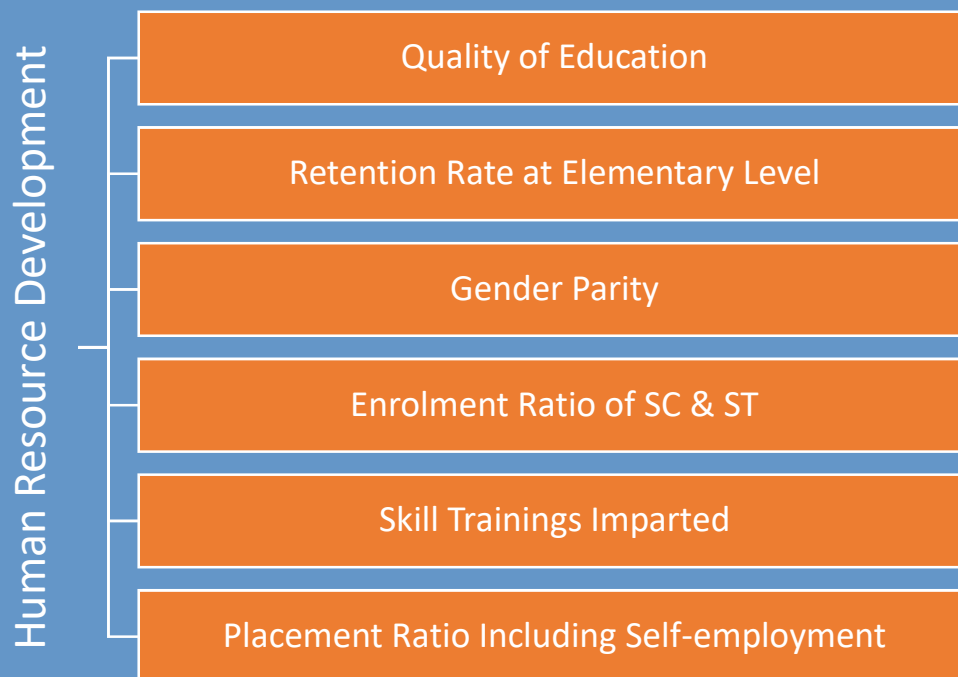 Human Resource Development
Quality of Education
Retention Rate at Elementary Level
Gender Parity
Enrolment Ratio of SC & ST
Skill Trainings Imparted
Placement Ratio Including Self-employment